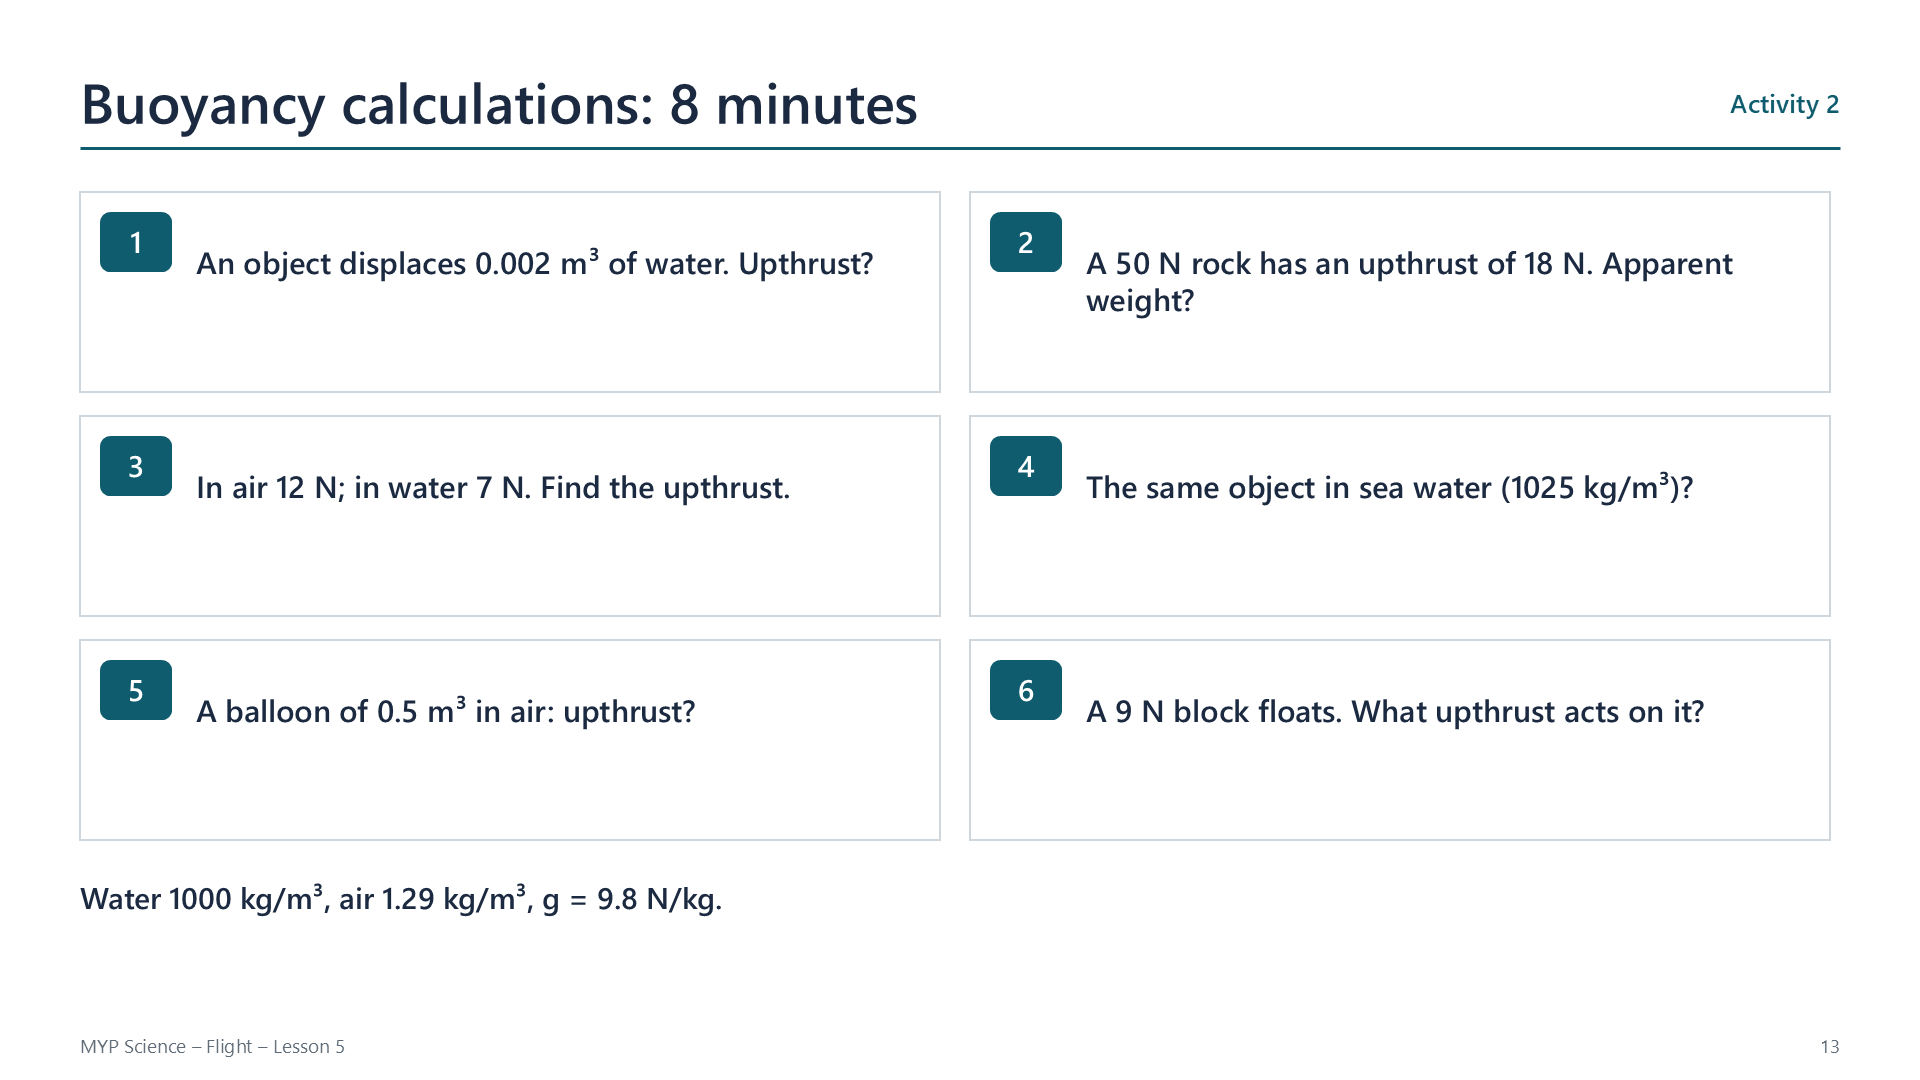 Buoyancy calculations: 8 minutes
Activity 2
1
An object displaces 0.002 m³ of water. Upthrust?
2
A 50 N rock has an upthrust of 18 N. Apparent
weight?
3
In air 12 N; in water 7 N. Find the upthrust.
4
The same object in sea water (1025 kg/m³)?
5
A balloon of 0.5 m³ in air: upthrust?
6
A 9 N block floats. What upthrust acts on it?
Water 1000 kg/m³, air 1.29 kg/m³, g = 9.8 N/kg.
MYP Science – Flight – Lesson 5
13